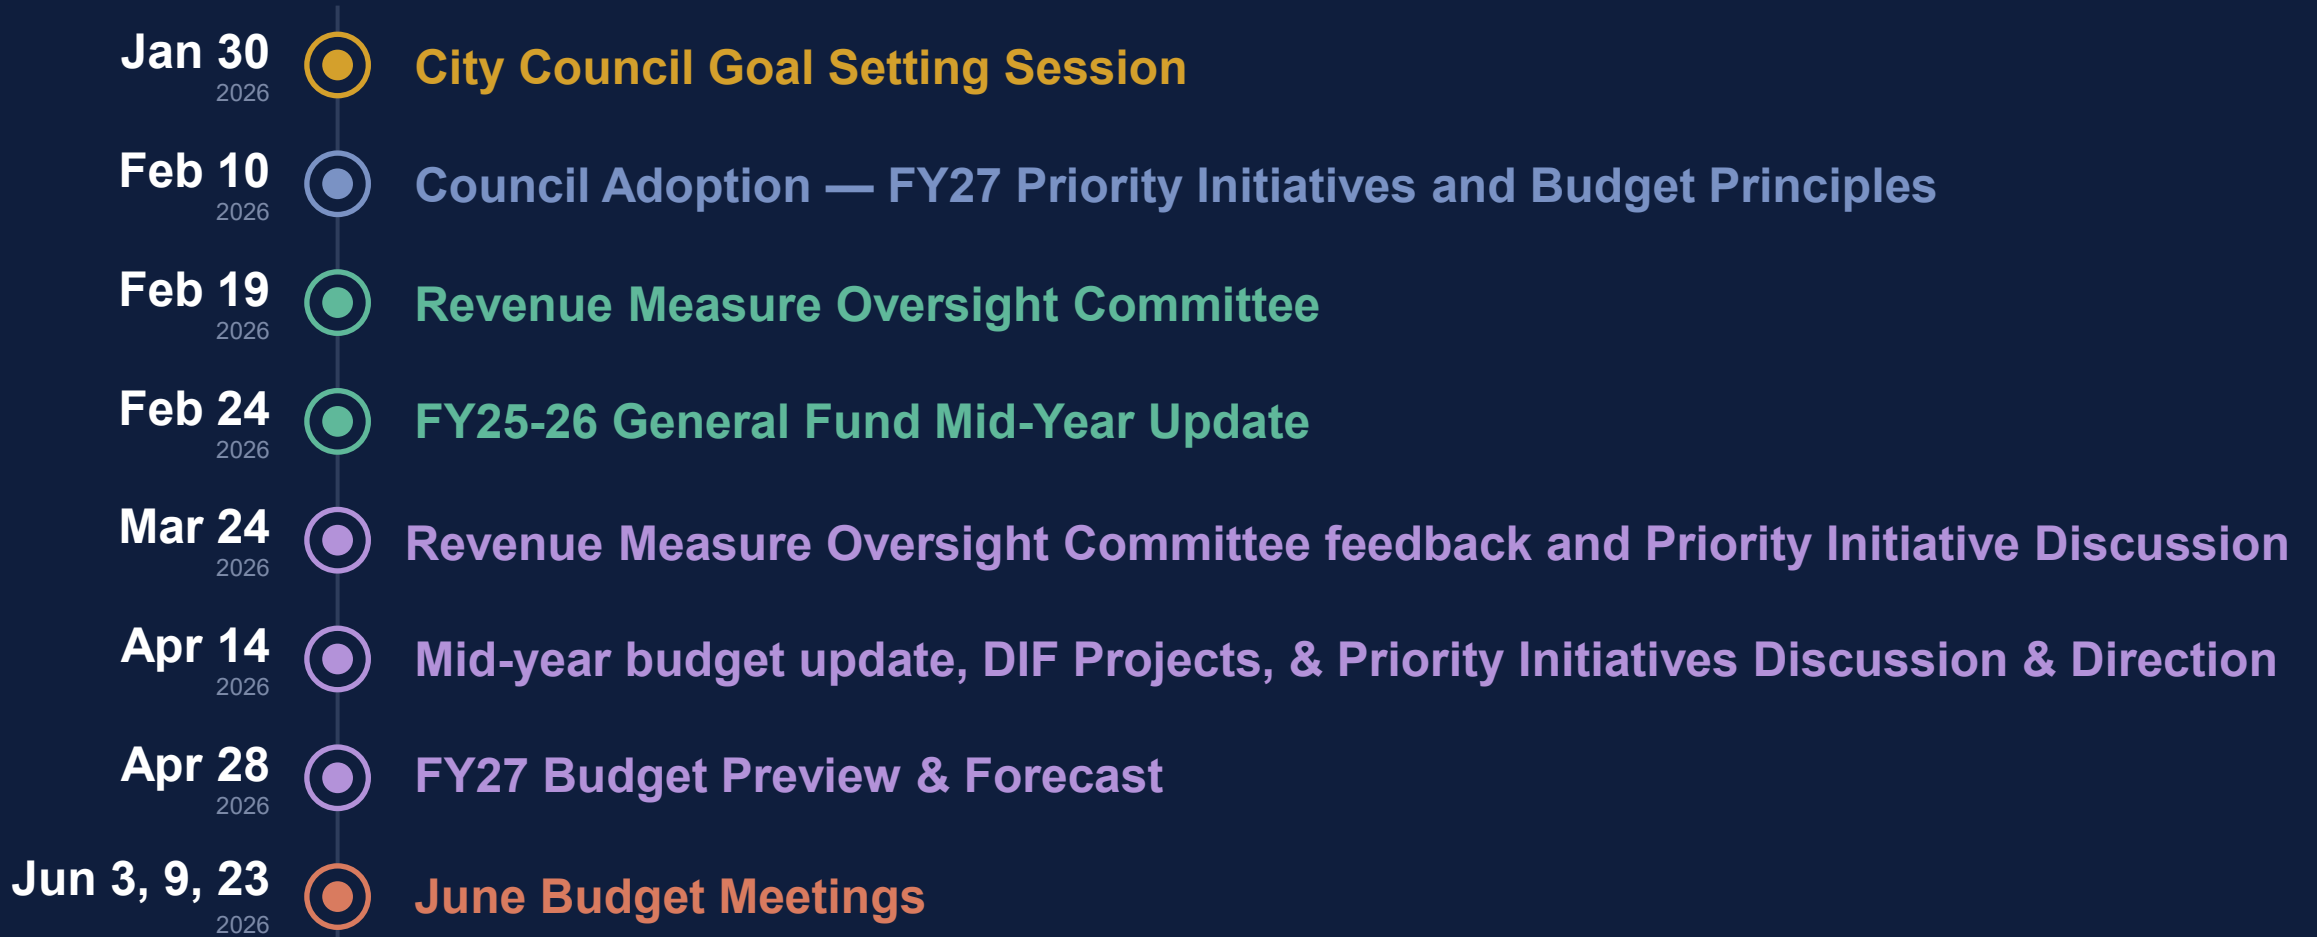 Jan 30
2026
City Council Goal Setting Session
Feb 10
2026
Council Adoption — FY27 Priority Initiatives and Budget Principles
Feb 19
2026
Revenue Measure Oversight Committee
Feb 24
2026
FY25-26 General Fund Mid-Year Update
Mar 24
2026
Revenue Measure Oversight Committee feedback and Priority Initiative Discussion
Apr 14
2026
Mid-year budget update, DIF Projects, & Priority Initiatives Discussion & Direction
Apr 28
2026
FY27 Budget Preview & Forecast
Jun 3, 9, 23
2026
June Budget Meetings